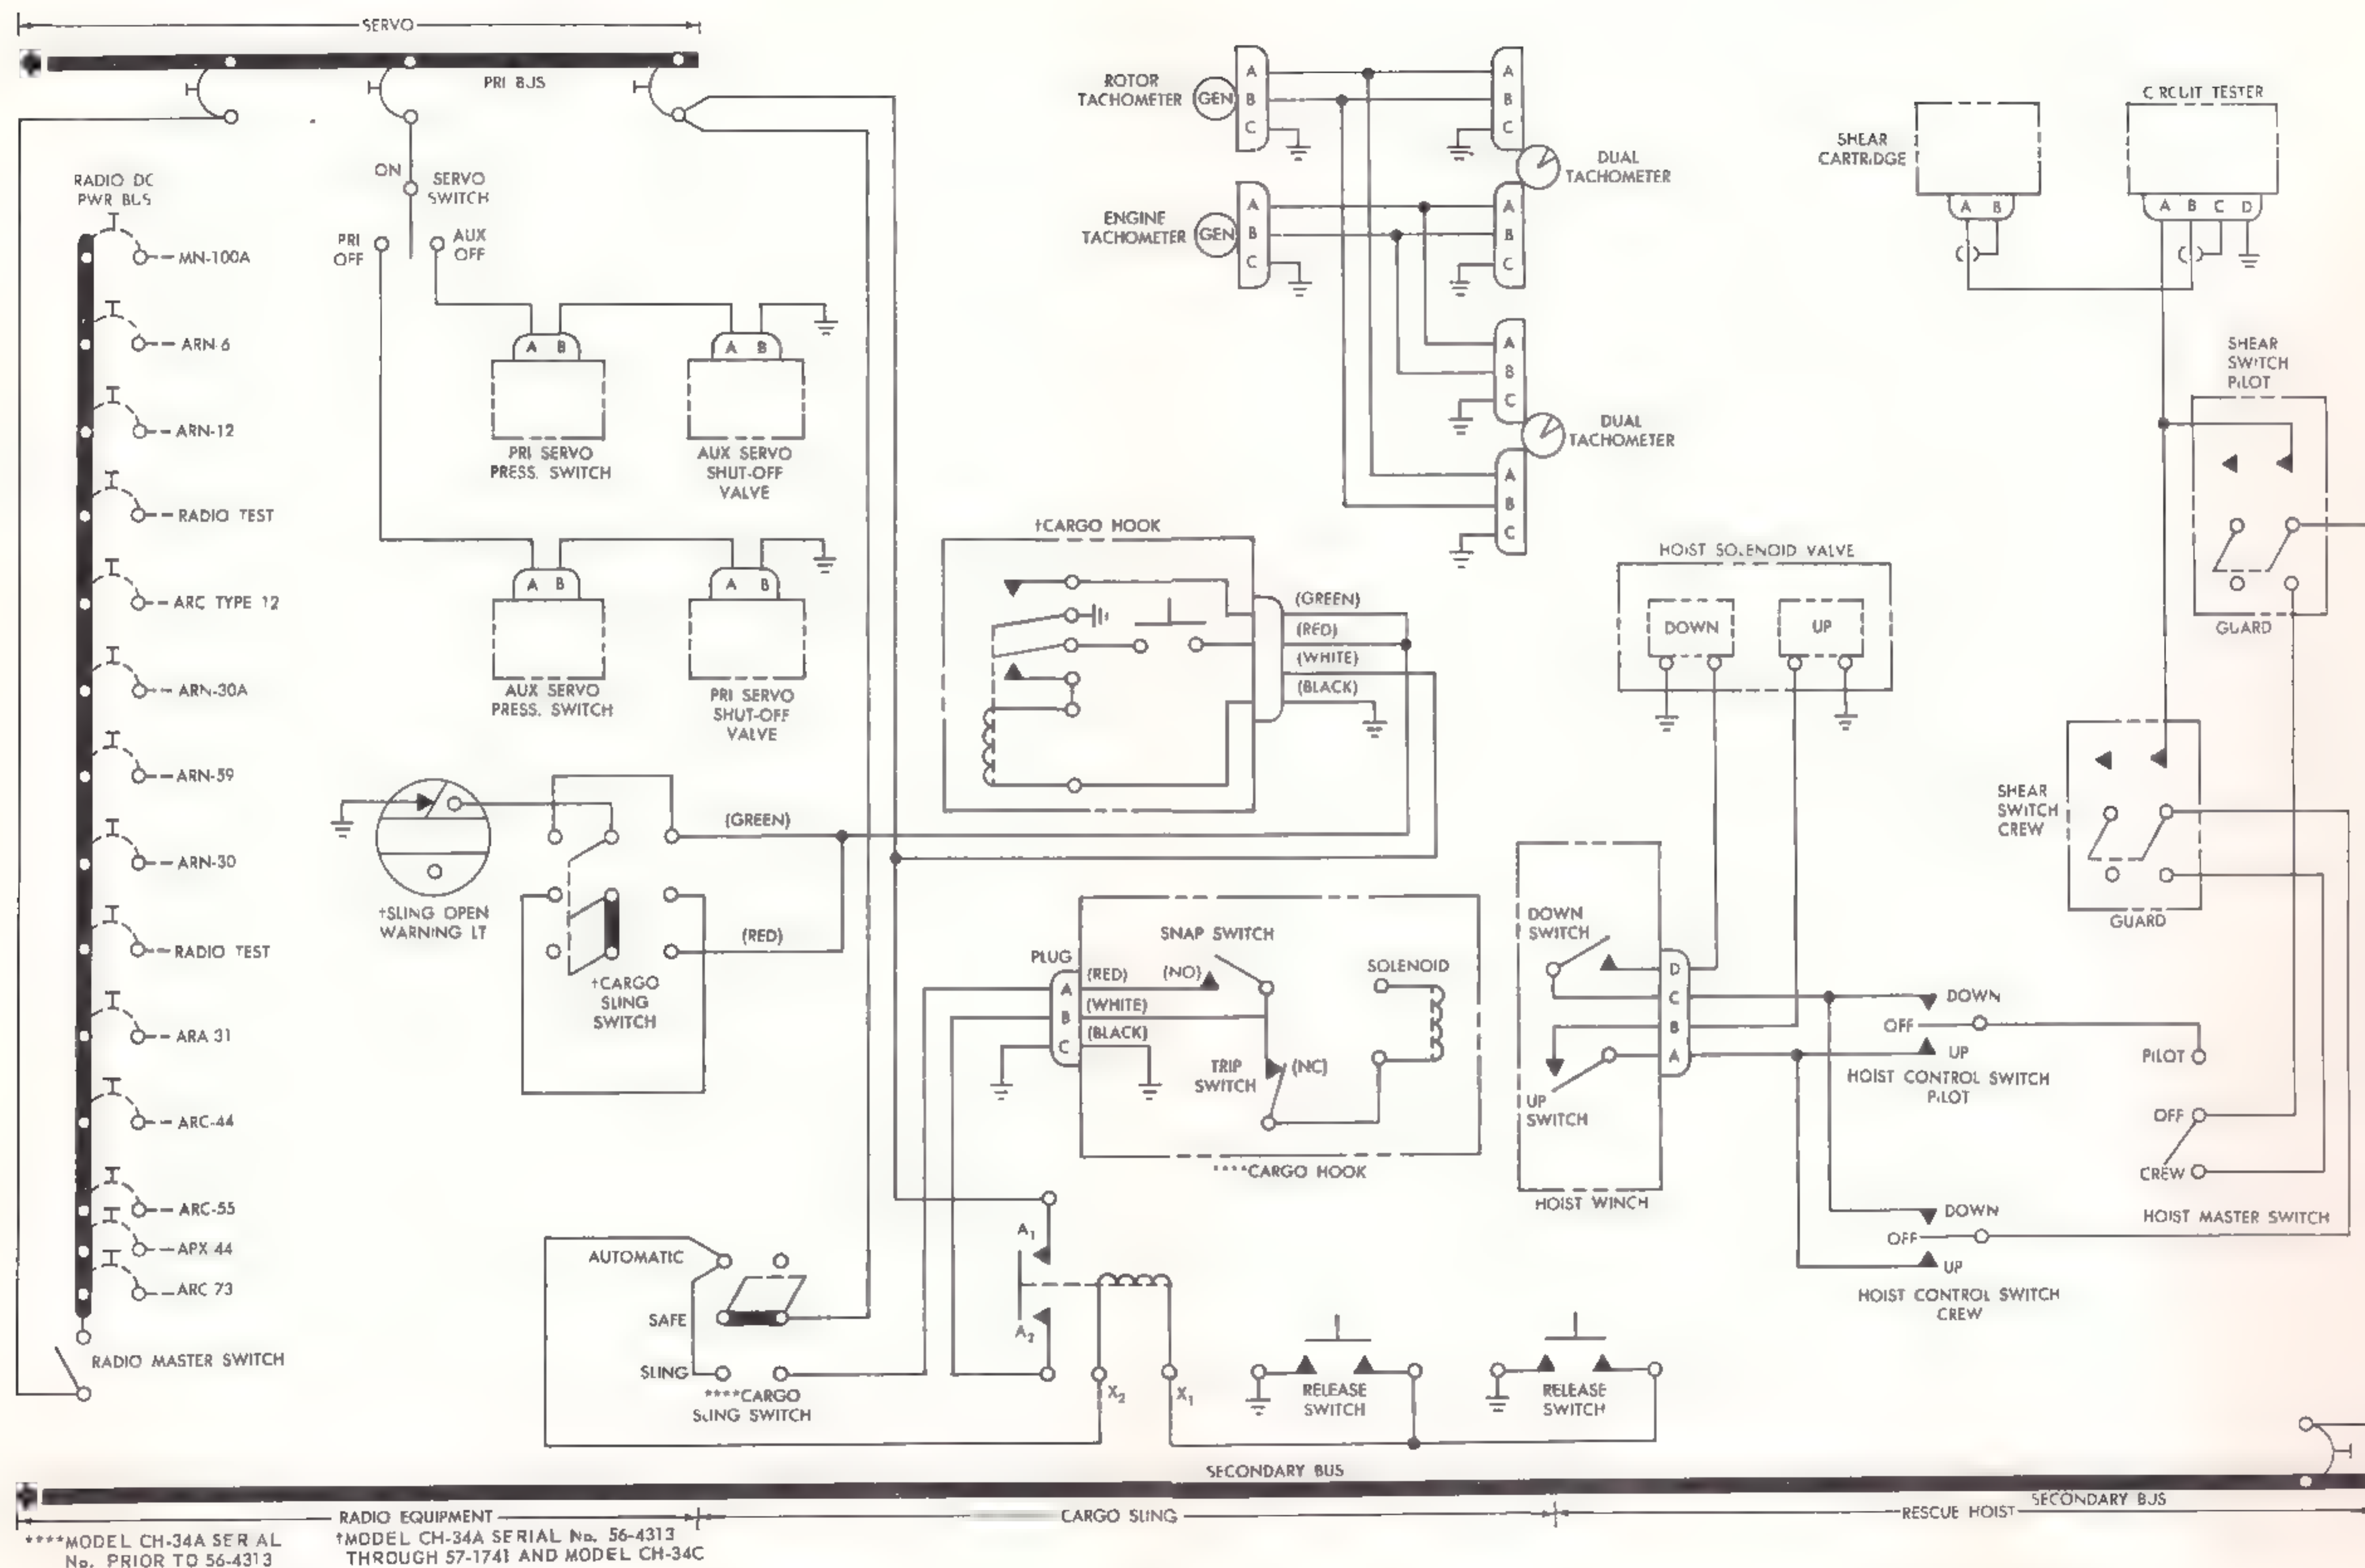 SERVO
PRI BUS
RADIO DC
PWR BUS
MN-100A
ARN-6
ARN-12
RADIO TEST
ARC TYPE 12
ARN-30A
ARN-59
ARN-30
RADIO TEST
ARA 31
ARC-44
ARC-55
APX 44
ARC 73
RADIO MASTER SWITCH
ON
SERVO
SWITCH
PRI
OFF
AUX
OFF
A B
PRI SERVO
PRESS. SWITCH
A B
AUX SERVO
SHUT-OFF
VALVE
A B
AUX SERVO
PRESS. SWITCH
A B
PRI SERVO
SHUT-OFF
VALVE
†SLING OPEN
WARNING LT
(GREEN)
(RED)
†CARGO
SLING
SWITCH
AUTOMATIC
SAFE
SLING
****CARGO
SLING SWITCH
ROTOR
TACHOMETER
GEN
A
B
C
A
B
C
DUAL
TACHOMETER
ENGINE
TACHOMETER
GEN
A
B
C
A
B
C
A
B
C
DUAL
TACHOMETER
A
B
C
†CARGO HOOK
(GREEN)
(RED)
(WHITE)
(BLACK)
PLUG
A
B
C
(RED)
(WHITE)
(BLACK)
SNAP SWITCH
(NO)
SOLENOID
TRIP
SWITCH
(NC)
****CARGO HOOK
A1
A2
X2
X1
RELEASE
SWITCH
RELEASE
SWITCH
HOIST SOLENOID VALVE
DOWN
UP
DOWN
SWITCH
D
C
B
A
UP
SWITCH
HOIST WINCH
DOWN
OFF
UP
HOIST CONTROL SWITCH
PILOT
DOWN
OFF
UP
HOIST CONTROL SWITCH
CREW
SHEAR
CARTRIDGE
A B
CIRCUIT TESTER
A B C D
SHEAR
SWITCH
PILOT
GUARD
SHEAR
SWITCH
CREW
GUARD
PILOT
OFF
CREW
HOIST MASTER SWITCH
SECONDARY BUS
SECONDARY BUS
RADIO EQUIPMENT
CARGO SLING
RESCUE HOIST
****MODEL CH-34A SERIAL
No. PRIOR TO 56-4313
†MODEL CH-34A SERIAL No. 56-4313
THROUGH 57-1741 AND MODEL CH-34C